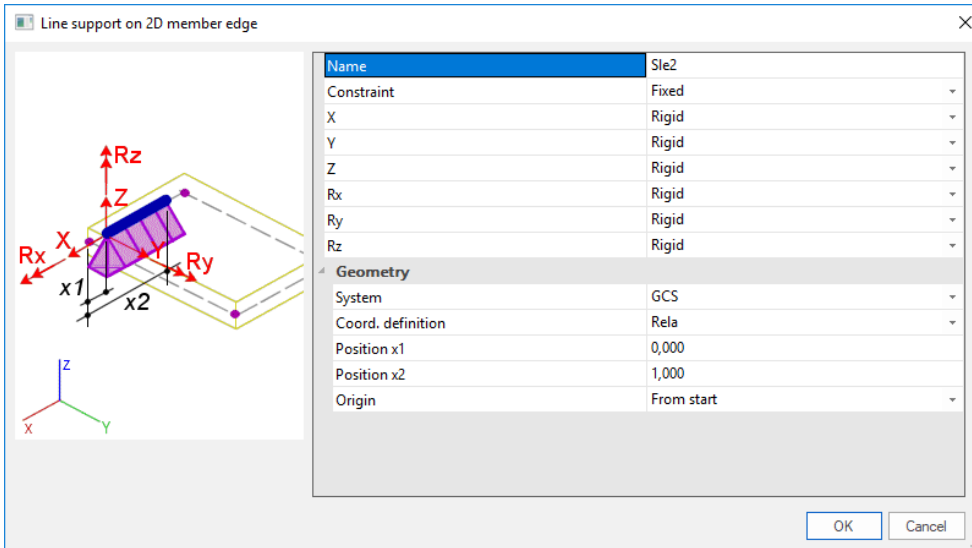 Line support on 2D member edge
Name Sle2
Constraint Fixed
X Rigid
Y Rigid
Z Rigid
Rx Rigid
Ry Rigid
Rz Rigid
Geometry
System GCS
Coord. definition Rela
Position x1 0,000
Position x2 1,000
Origin From start
Rz
Z
X
Rx
Y
Ry
x1
x2
Z
X
Y
OK Cancel